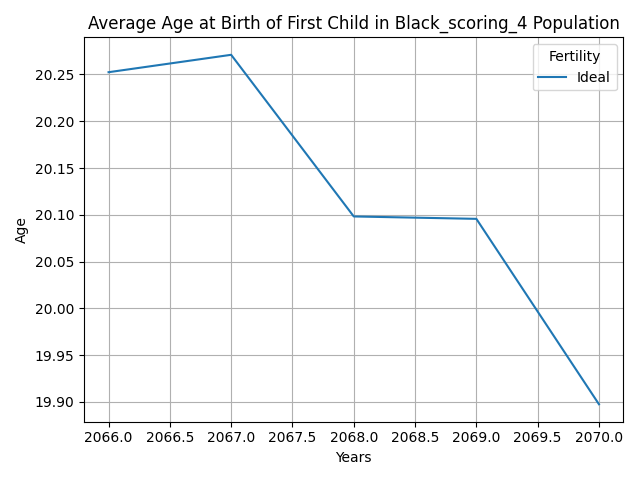 Average Age at Birth of First Child in Black_scoring_4 Population
Fertility
Ideal
20.25
20.20
20.15
20.10
20.05
20.00
19.95
19.90
Age
2066.0 2066.5 2067.0 2067.5 2068.0 2068.5 2069.0 2069.5 2070.0
Years